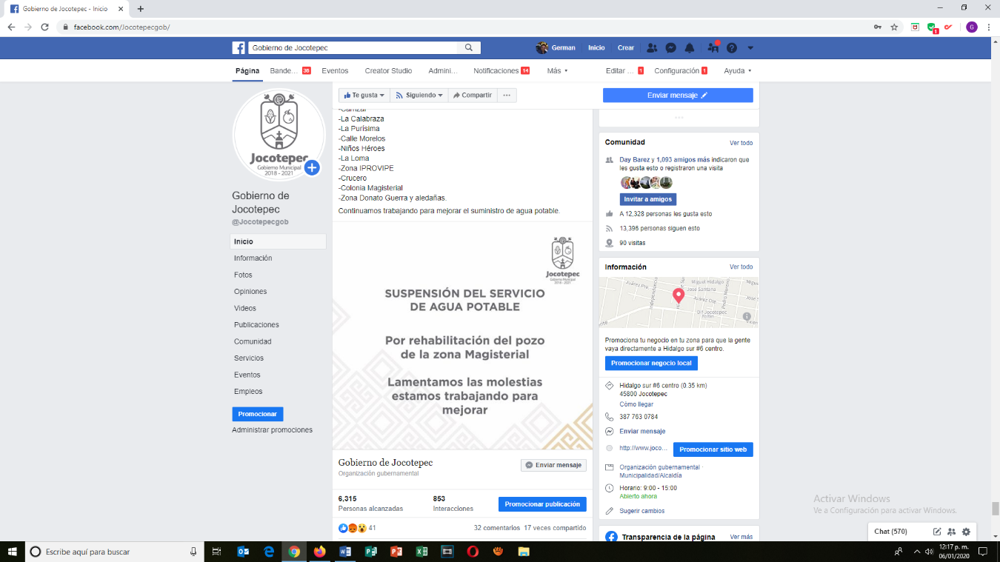 Gobierno de Jocotepec - Inicio
facebook.com/Jocotepecgob/
G
Gobierno de Jocotepec
German
Inicio
Crear
Página
Bande... 36
Eventos
Creator Studio
Admini...
Notificaciones 14
Más
Editar ... 1
Configuración 1
Ayuda
Jocotepec
Gobierno Municipal
2018 - 2021
Gobierno de
Jocotepec
@Jocotepecgob
Inicio
Información
Fotos
Opiniones
Videos
Publicaciones
Comunidad
Servicios
Eventos
Empleos
Promocionar
Administrar promociones
Te gusta
Siguiendo
Compartir
Enviar mensaje
-Carrizal
-La Calabraza
-La Purísima
-Calle Morelos
-Niños Héroes
-La Loma
-Zona IPROVIPE
-Crucero
-Colonia Magisterial
-Zona Donato Guerra y aledañas.
Continuamos trabajando para mejorar el suministro de agua potable.
Jocotepec
Gobierno Municipal
2018 - 2021
SUSPENSIÓN DEL SERVICIO
DE AGUA POTABLE
Por rehabilitación del pozo
de la zona Magisterial
Lamentamos las molestias
estamos trabajando para
mejorar
Gobierno de Jocotepec
Organización gubernamental
Enviar mensaje
6,315
Personas alcanzadas
853
Interacciones
Promocionar publicación
41
32 comentarios 17 veces compartido
Comunidad
Ver todo
Day Barez y 1,093 amigos más indicaron que
les gusta esto o registraron una visita
Invitar a amigos
A 12,328 personas les gusta esto
13,396 personas siguen esto
90 visitas
Información
Ver todo
Juárez Pte.
Independencia
Miguel Hidalgo
José Santana
Juárez Ote
Pedro Moreno
Dif Jocotepec
Promociona tu negocio en tu zona para que la gente
vaya directamente a Hidalgo sur #6 centro.
Promocionar negocio local
Hidalgo sur #6 centro (0.35 km)
45800 Jocotepec
Cómo llegar
387 763 0784
Enviar mensaje
http://www.joco...
Promocionar sitio web
Organización gubernamental ·
Municipalidad/Alcaldía
Horario: 9:00 - 15:00
Abierto ahora
Sugerir cambios
Transparencia de la página
Ver más
Activar Windows
Ve a Configuración para activar Windows.
Chat (570)
Escribe aquí para buscar
12:17 p. m.
06/01/2020